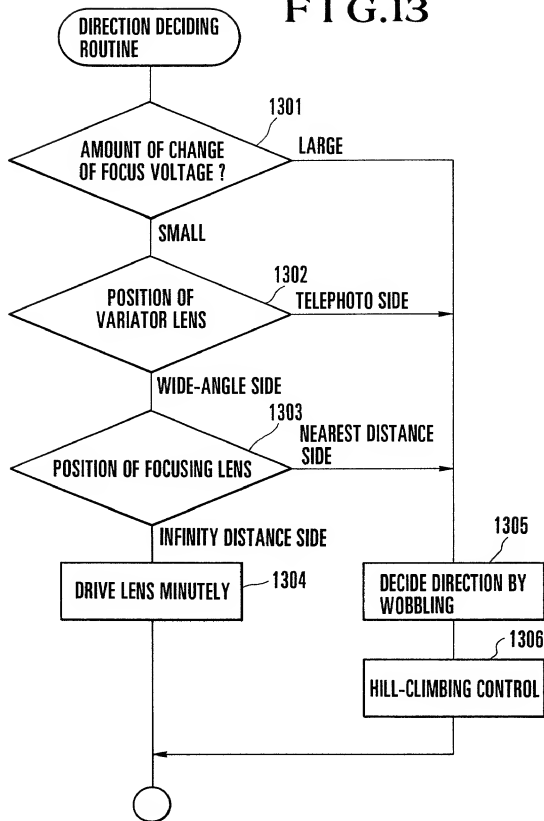 FIG.13
DIRECTION DECIDING
ROUTINE
1301
AMOUNT OF CHANGE
OF FOCUS VOLTAGE ?
LARGE
SMALL
1302
POSITION OF
VARIATOR LENS
TELEPHOTO SIDE
WIDE-ANGLE SIDE
1303
POSITION OF FOCUSING LENS
NEAREST DISTANCE
SIDE
INFINITY DISTANCE SIDE
1304
DRIVE LENS MINUTELY
1305
DECIDE DIRECTION BY
WOBBLING
1306
HILL-CLIMBING CONTROL